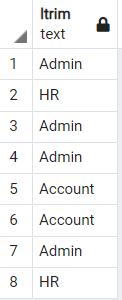 ltrim
text
1 Admin
2 HR
3 Admin
4 Admin
5 Account
6 Account
7 Admin
8 HR